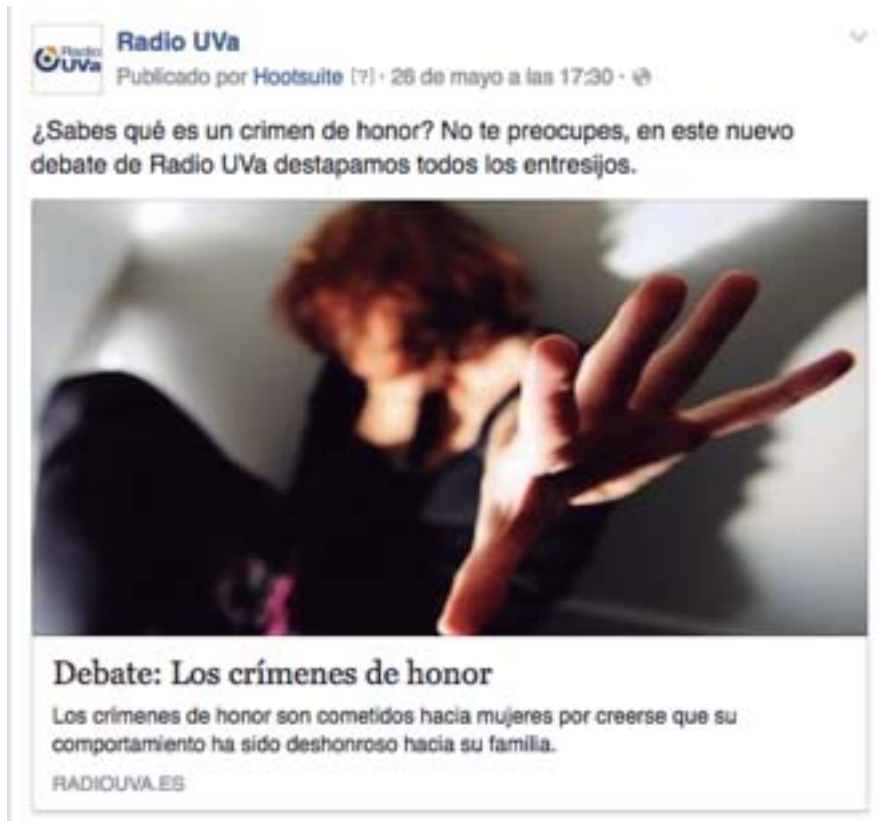 Radio
UVa
Radio UVa
Publicado por Hootsuite [?] · 26 de mayo a las 17:30 ·
¿Sabes qué es un crimen de honor? No te preocupes, en este nuevo
debate de Radio UVa destapamos todos los entresijos.
Debate: Los crímenes de honor
Los crímenes de honor son cometidos hacia mujeres por creerse que su
comportamiento ha sido deshonroso hacia su familia.
RADIOUVA.ES